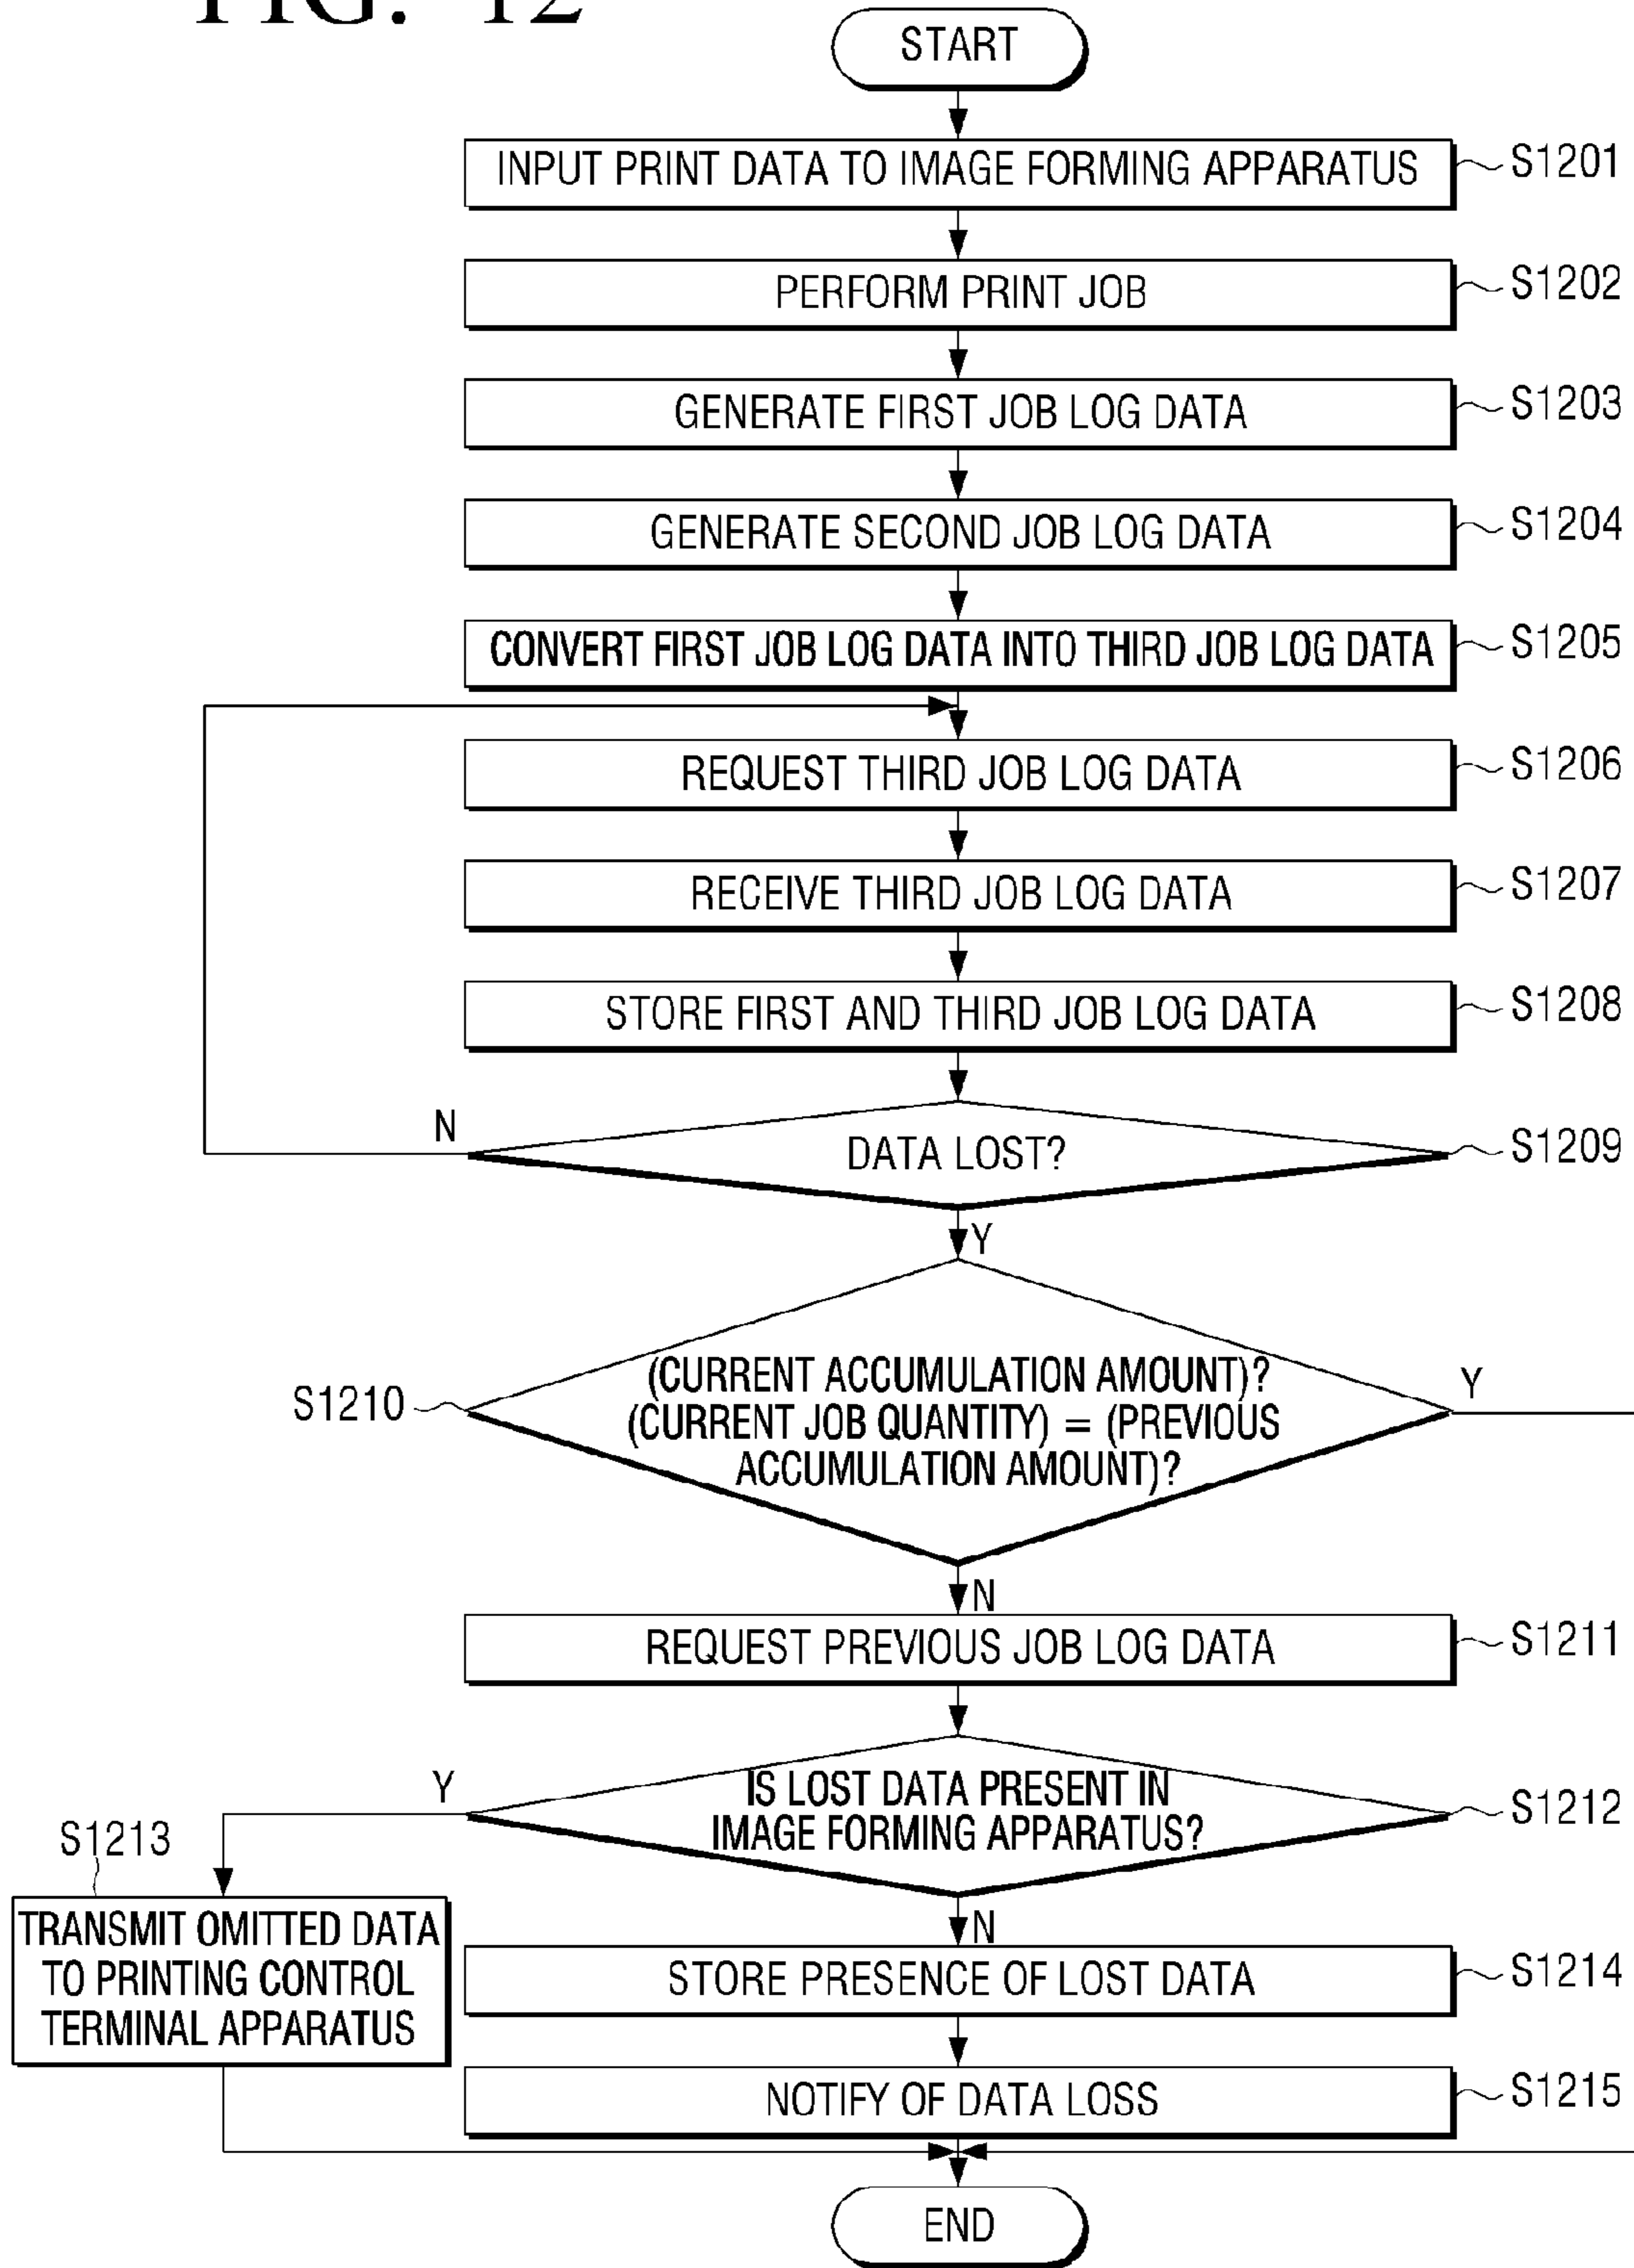 FIG. 12
START
INPUT PRINT DATA TO IMAGE FORMING APPARATUS
S1201
PERFORM PRINT JOB
S1202
GENERATE FIRST JOB LOG DATA
S1203
GENERATE SECOND JOB LOG DATA
S1204
CONVERT FIRST JOB LOG DATA INTO THIRD JOB LOG DATA
S1205
REQUEST THIRD JOB LOG DATA
S1206
RECEIVE THIRD JOB LOG DATA
S1207
STORE FIRST AND THIRD JOB LOG DATA
S1208
N
DATA LOST?
S1209
Y
S1210
(CURRENT ACCUMULATION AMOUNT)?
(CURRENT JOB QUANTITY) = (PREVIOUS
ACCUMULATION AMOUNT)?
Y
N
REQUEST PREVIOUS JOB LOG DATA
S1211
Y
IS LOST DATA PRESENT IN
IMAGE FORMING APPARATUS?
S1212
S1213
TRANSMIT OMITTED DATA
TO PRINTING CONTROL
TERMINAL APPARATUS
N
STORE PRESENCE OF LOST DATA
S1214
NOTIFY OF DATA LOSS
S1215
END